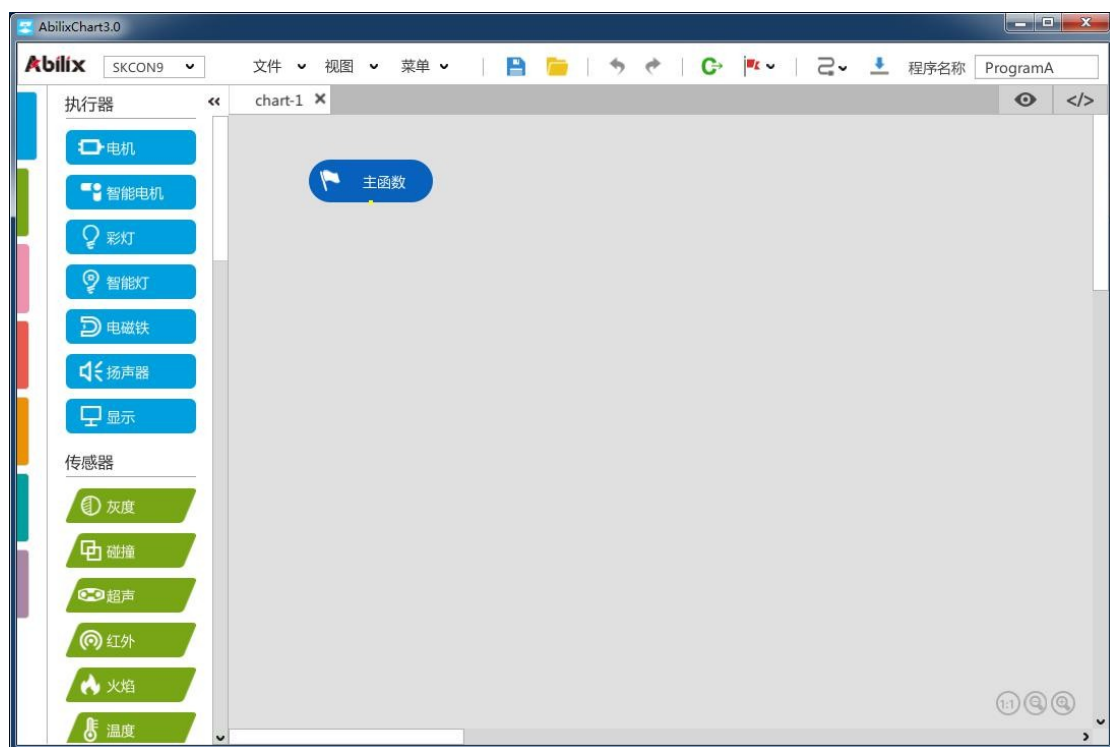 AbilixChart3.0
Abilix SKCON9 文件 视图 菜单 程序名称 ProgramA
执行器 chart-1 </>
电机
主函数
智能电机
彩灯
智能灯
电磁铁
扬声器
显示
传感器
灰度
碰撞
超声
红外
火焰
1:1
温度